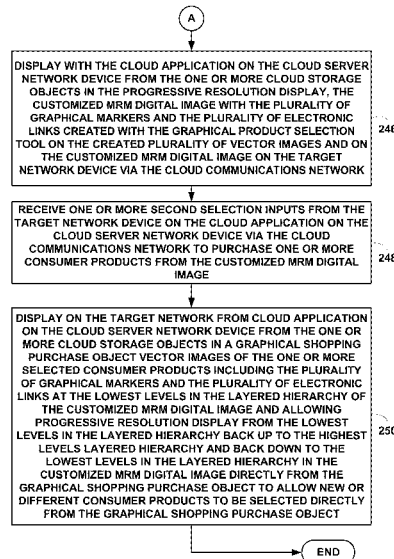 A
DISPLAY WITH THE CLOUD APPLICATION ON THE CLOUD SERVER
NETWORK DEVICE FROM THE ONE OR MORE CLOUD STORAGE
OBJECTS IN THE PROGRESSIVE RESOLUTION DISPLAY, THE
CUSTOMIZED MRM DIGITAL IMAGE WITH THE PLURALITY OF
GRAPHICAL MARKERS AND THE PLURALITY OF ELECTRONIC
LINKS CREATED WITH THE GRAPHICAL PRODUCT SELECTION
TOOL ON THE CREATED PLURALITY OF VECTOR IMAGES AND ON
THE CUSTOMIZED MRM DIGITAL IMAGE ON THE TARGET
NETWORK DEVICE VIA THE CLOUD COMMUNICATIONS NETWORK
246
RECEIVE ONE OR MORE SECOND SELECTION INPUTS FROM THE
TARGET NETWORK DEVICE ON THE CLOUD APPLICATION ON THE
CLOUD SERVER NETWORK DEVICE VIA THE CLOUD
COMMUNICATIONS NETWORK TO PURCHASE ONE OR MORE
CONSUMER PRODUCTS FROM THE CUSTOMIZED MRM DIGITAL
IMAGE
248
DISPLAY ON THE TARGET NETWORK FROM CLOUD APPLICATION
ON THE CLOUD SERVER NETWORK DEVICE FROM THE ONE OR
MORE CLOUD STORAGE OBJECTS IN A GRAPHICAL SHOPPING
PURCHASE OBJECT VECTOR IMAGES OF THE ONE OR MORE
SELECTED CONSUMER PRODUCTS INCLUDING THE PLURALITY
OF GRAPHICAL MARKERS AND THE PLURALITY OF ELECTRONIC
LINKS AT THE LOWEST LEVELS IN THE LAYERED HIERARCHY OF
THE CUSTOMIZED MRM DIGITAL IMAGE AND ALLOWING
PROGRESSIVE RESOLUTION DISPLAY FROM THE LOWEST
LEVELS IN THE LAYERED HIERARCHY BACK UP TO THE HIGHEST
LEVELS LAYERED HIERARCHY AND BACK DOWN TO THE
LOWEST LEVELS IN THE LAYERED HIERARCHY IN THE
CUSTOMIZED MRM DIGITAL IMAGE DIRECTLY FROM THE
GRAPHICAL SHOPPING PURCHASE OBJECT TO ALLOW NEW OR
DIFFERENT CONSUMER PRODUCTS TO BE SELECTED DIRECTLY
FROM THE GRAPHICAL SHOPPING PURCHASE OBJECT
250
END